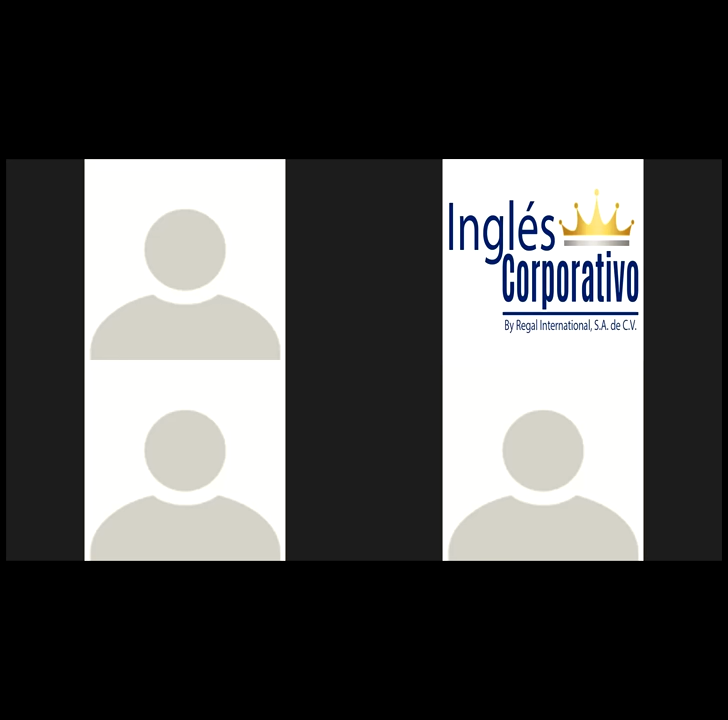 Inglés
Corporativo
By Regal International, S.A. de C.V.